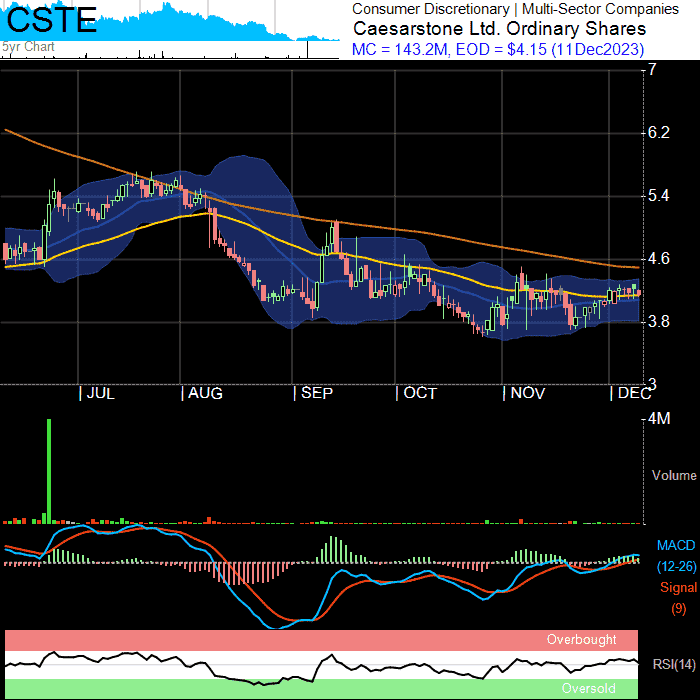 CSTE
5yr Chart
Consumer Discretionary | Multi-Sector Companies
Caesarstone Ltd. Ordinary Shares
MC = 143.2M, EOD = $4.15 (11Dec2023)
7
6.2
5.4
4.6
3.8
3
JUL AUG SEP OCT NOV DEC
4M
Volume
MACD
(12-26)
Signal
(9)
Overbought
RSI(14)
Oversold